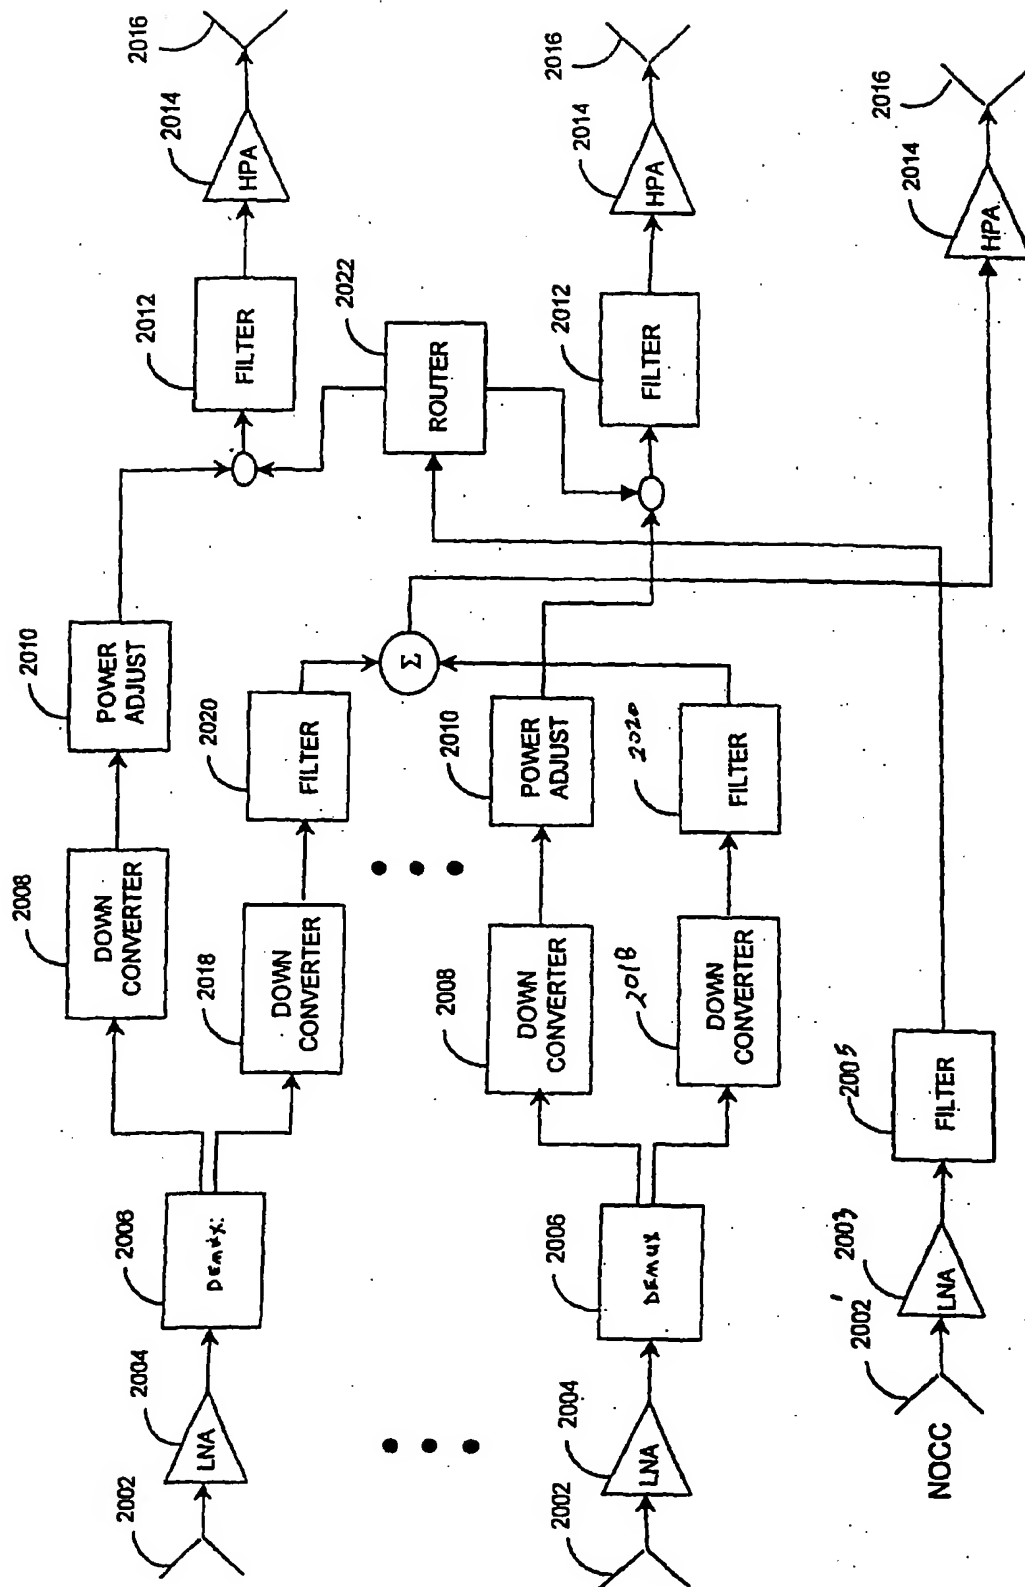 2002
LNA
2004
DEMUX
2006
DOWN
CONVERTER
2008
POWER
ADJUST
2010
FILTER
2012
HPA
2014
2016
DOWN
CONVERTER
2018
FILTER
2020
Σ
ROUTER
2022
2002
LNA
2004
DEMUX
2006
DOWN
CONVERTER
2008
POWER
ADJUST
2010
FILTER
2012
HPA
2014
2016
DOWN
CONVERTER
2018
FILTER
2020
NOCC
2002'
LNA
2003
FILTER
2005
HPA
2014
2016